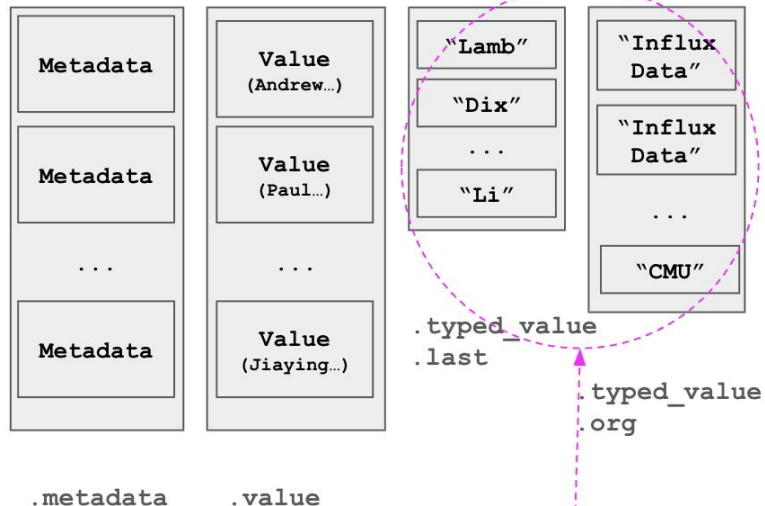 Metadata
Metadata
...
Metadata
.metadata
Value
(Andrew…)
Value
(Paul…)
...
Value
(Jiaying…)
.value
“Lamb”
“Dix”
...
“Li”
.typed_value
.last
“Influx
Data”
“Influx
Data”
...
“CMU”
.typed_value
.org